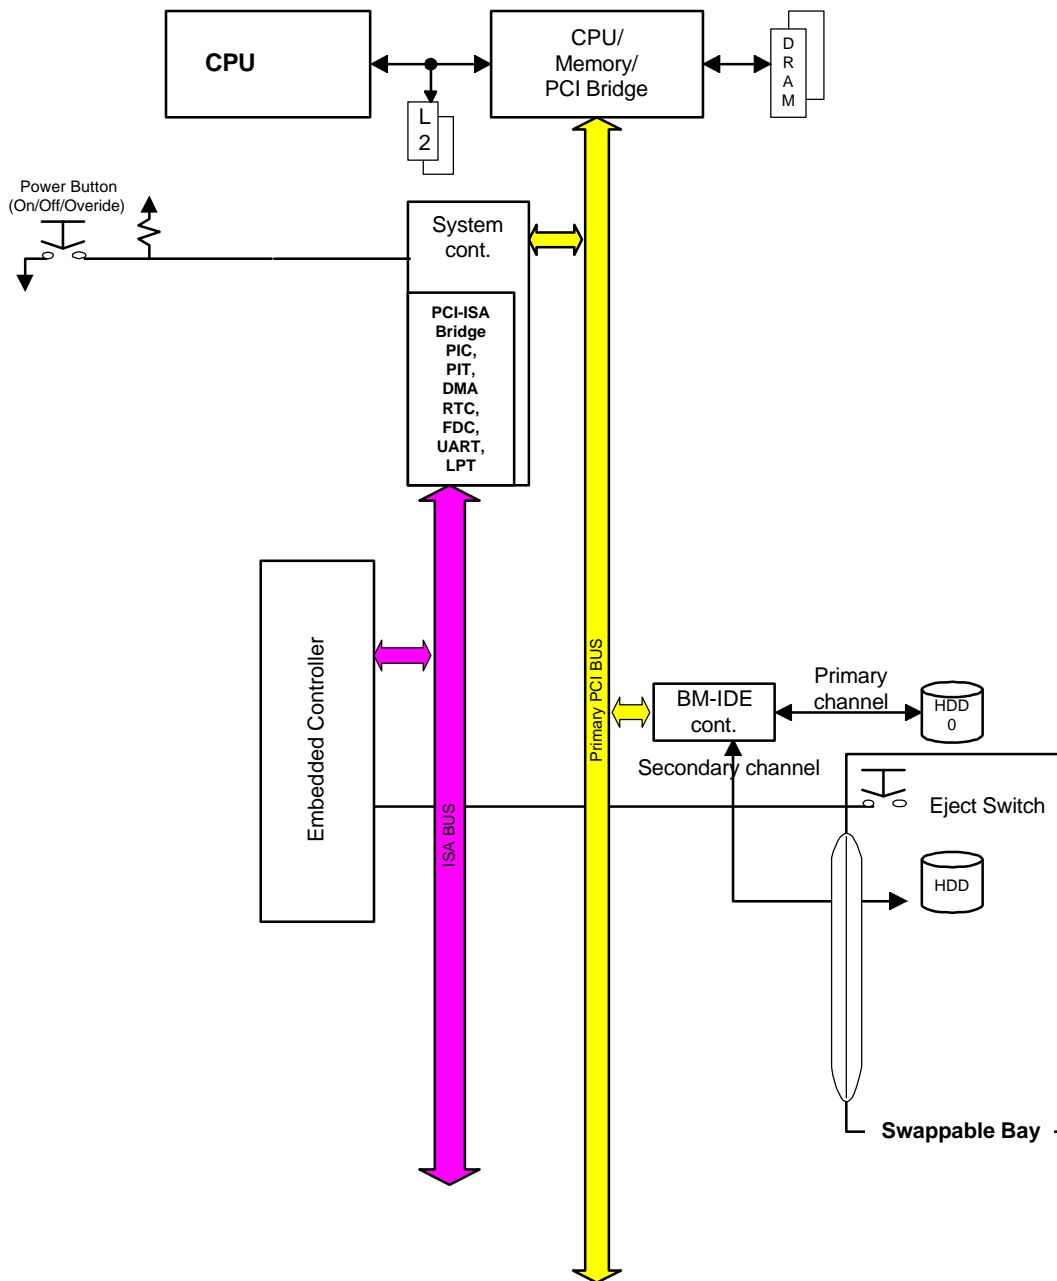 CPU
CPU/
Memory/
PCI Bridge
D
R
A
M
L
2
Power Button
(On/Off/Overide)
System
cont.
PCI-ISA
Bridge
PIC,
PIT,
DMA
RTC,
FDC,
UART,
LPT
Embedded Controller
ISA BUS
Primary PCI BUS
BM-IDE
cont.
Primary
channel
HDD
0
Secondary channel
Eject Switch
HDD
Swappable Bay